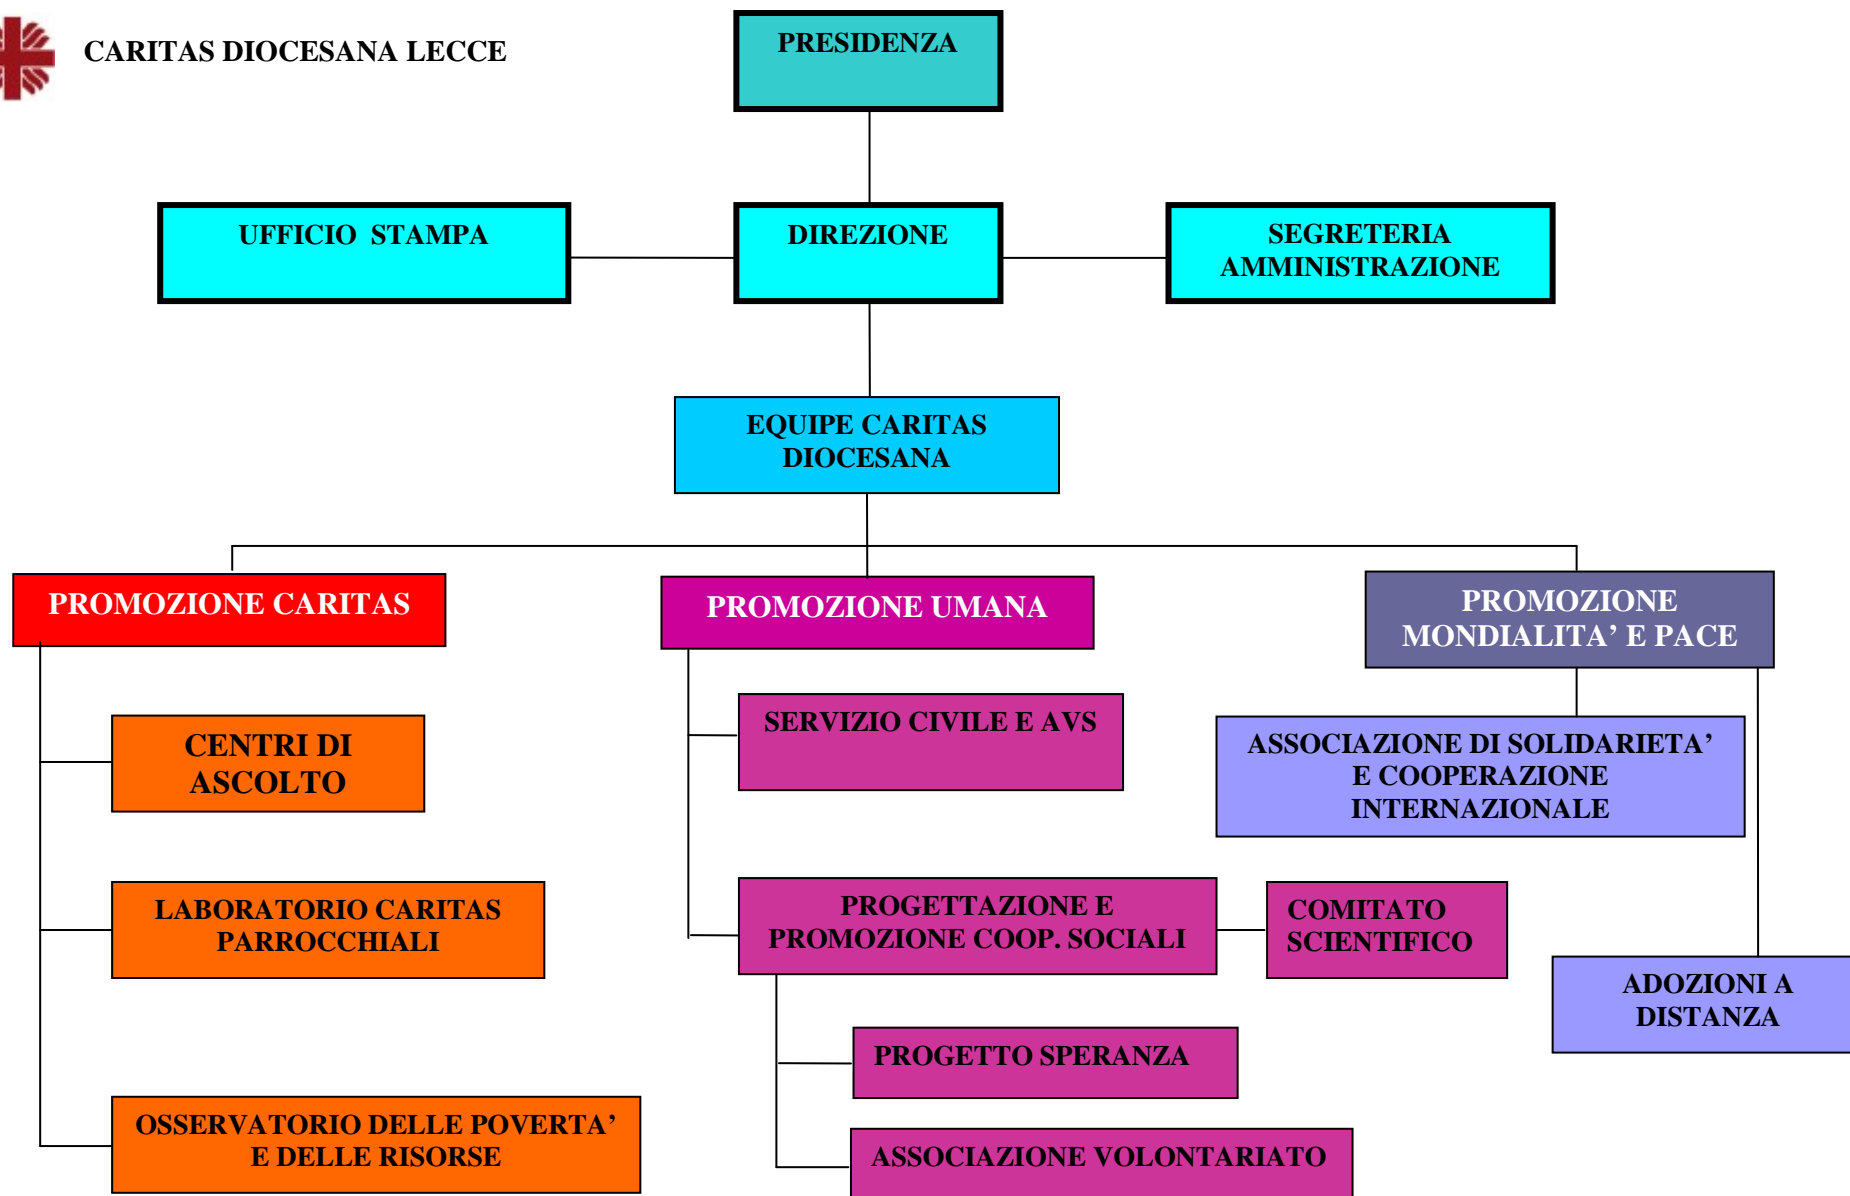 CARITAS DIOCESANA LECCE
PRESIDENZA
UFFICIO STAMPA
DIREZIONE
SEGRETERIA
AMMINISTRAZIONE
EQUIPE CARITAS
DIOCESANA
PROMOZIONE CARITAS
PROMOZIONE UMANA
PROMOZIONE
MONDIALITA’ E PACE
CENTRI DI
ASCOLTO
SERVIZIO CIVILE E AVS
ASSOCIAZIONE DI SOLIDARIETA’
E COOPERAZIONE
INTERNAZIONALE
LABORATORIO CARITAS
PARROCCHIALI
PROGETTAZIONE E
PROMOZIONE COOP. SOCIALI
COMITATO
SCIENTIFICO
ADOZIONI A
DISTANZA
PROGETTO SPERANZA
OSSERVATORIO DELLE POVERTA’
E DELLE RISORSE
ASSOCIAZIONE VOLONTARIATO